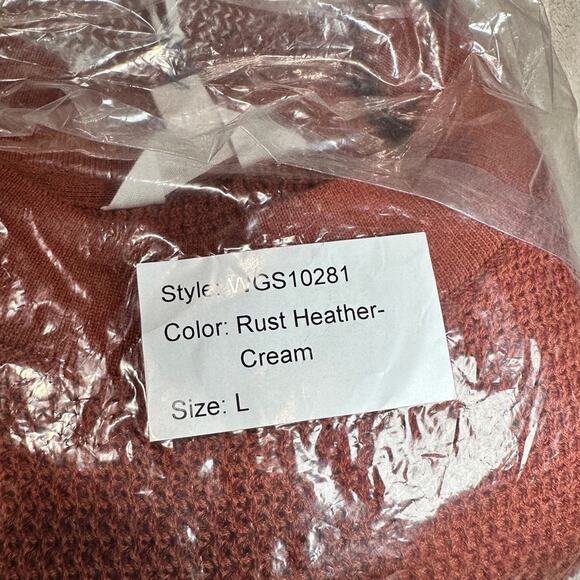 Style: WGS10281
Color: Rust Heather-
Cream
Size: L